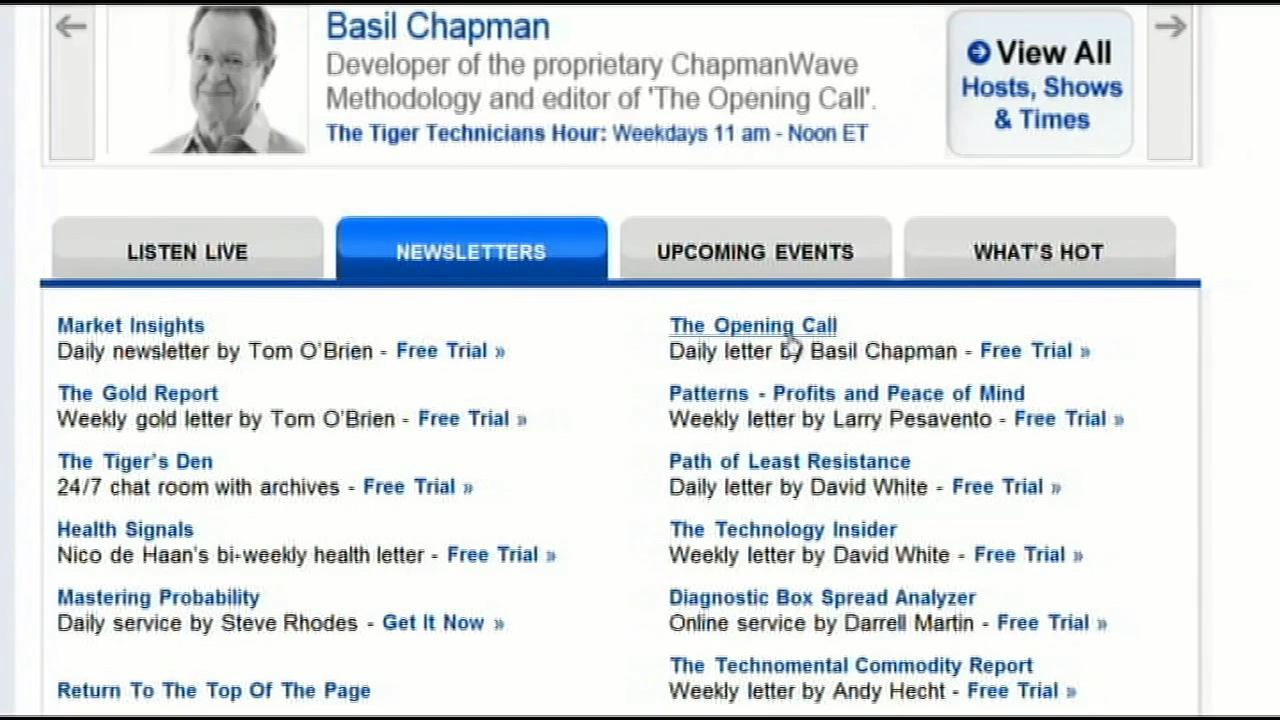 Basil Chapman
Developer of the proprietary ChapmanWave
Methodology and editor of 'The Opening Call'.
The Tiger Technicians Hour: Weekdays 11 am - Noon ET
View All
Hosts, Shows
& Times
LISTEN LIVE
NEWSLETTERS
UPCOMING EVENTS
WHAT'S HOT
Market Insights
Daily newsletter by Tom O'Brien - Free Trial »
The Gold Report
Weekly gold letter by Tom O'Brien - Free Trial »
The Tiger's Den
24/7 chat room with archives - Free Trial »
Health Signals
Nico de Haan's bi-weekly health letter - Free Trial »
Mastering Probability
Daily service by Steve Rhodes - Get It Now »
Return To The Top Of The Page
The Opening Call
Daily letter by Basil Chapman - Free Trial »
Patterns - Profits and Peace of Mind
Weekly letter by Larry Pesavento - Free Trial »
Path of Least Resistance
Daily letter by David White - Free Trial »
The Technology Insider
Weekly letter by David White - Free Trial »
Diagnostic Box Spread Analyzer
Online service by Darrell Martin - Free Trial »
The Technomental Commodity Report
Weekly letter by Andy Hecht - Free Trial »